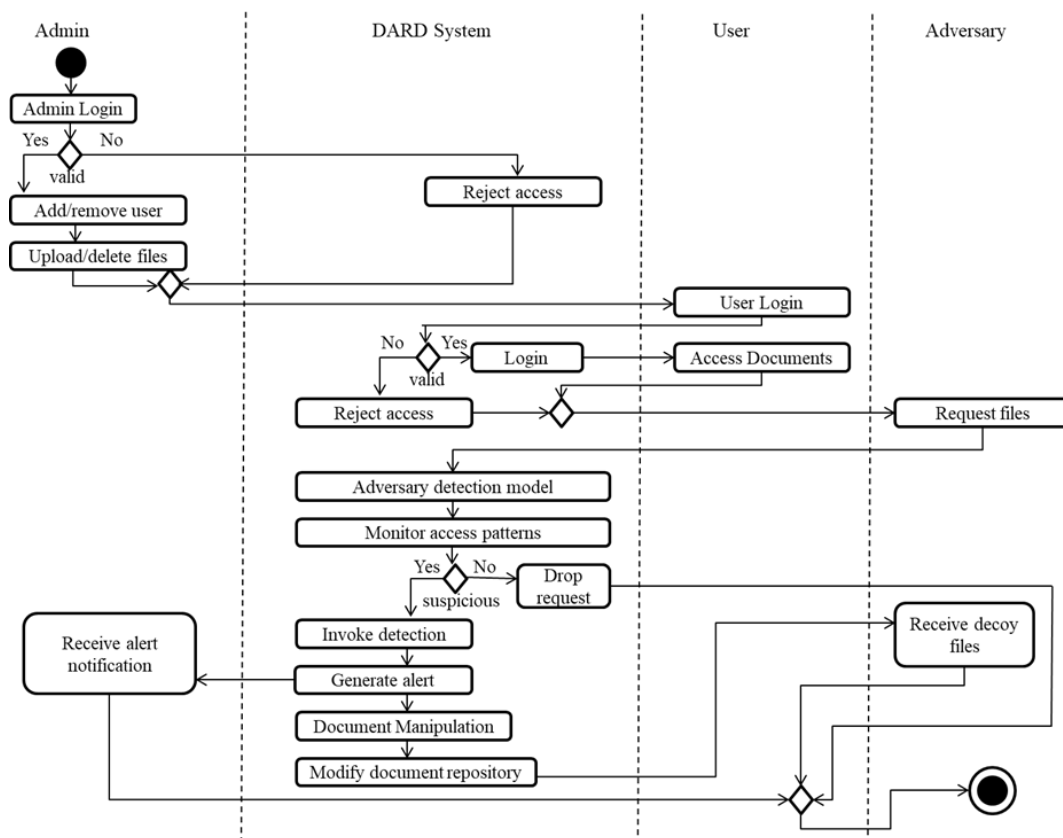 Admin
DARD System
User
Adversary
Admin Login
Yes
No
valid
Reject access
Add/remove user
Upload/delete files
User Login
No
Yes
valid
Login
Access Documents
Reject access
Request files
Adversary detection model
Monitor access patterns
Yes
No
suspicious
Drop
request
Invoke detection
Receive alert
notification
Receive decoy
files
Generate alert
Document Manipulation
Modify document repository